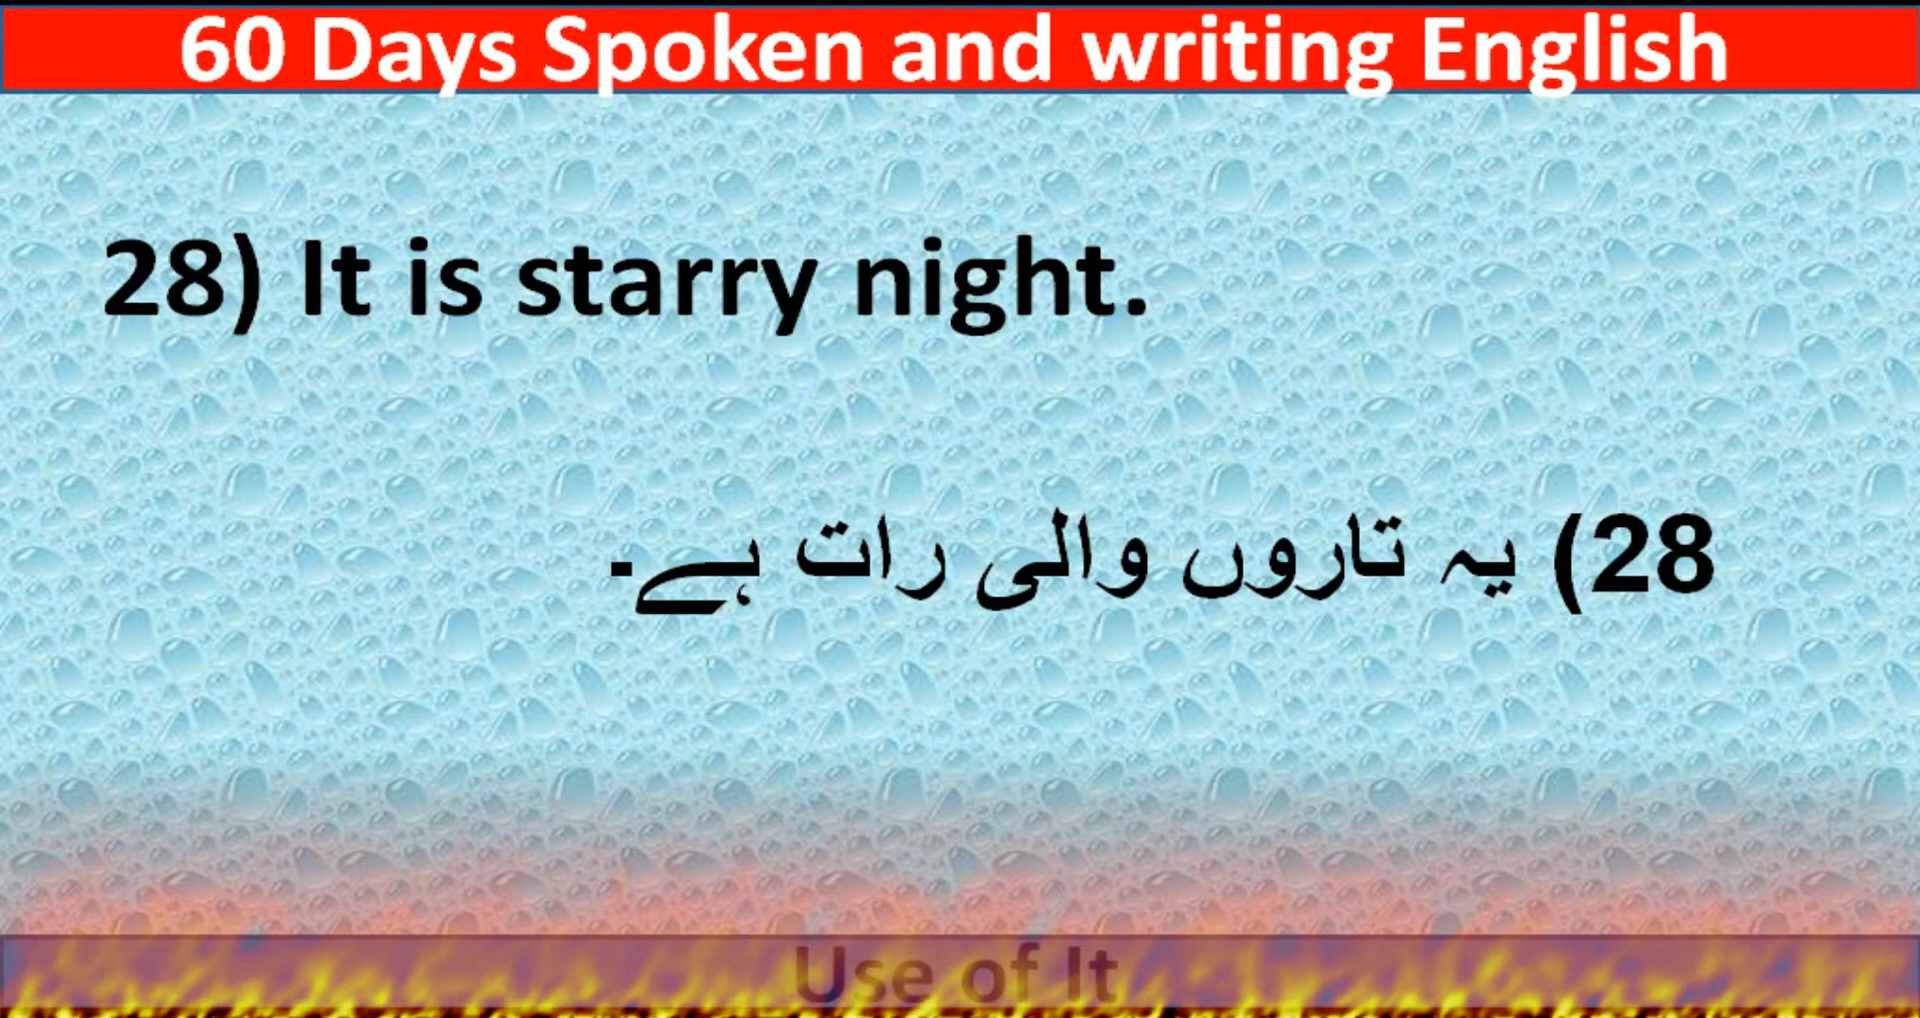 60 Days Spoken and writing English
28) It is starry night.
28) یہ تاروں والی رات ہے۔
Use of It